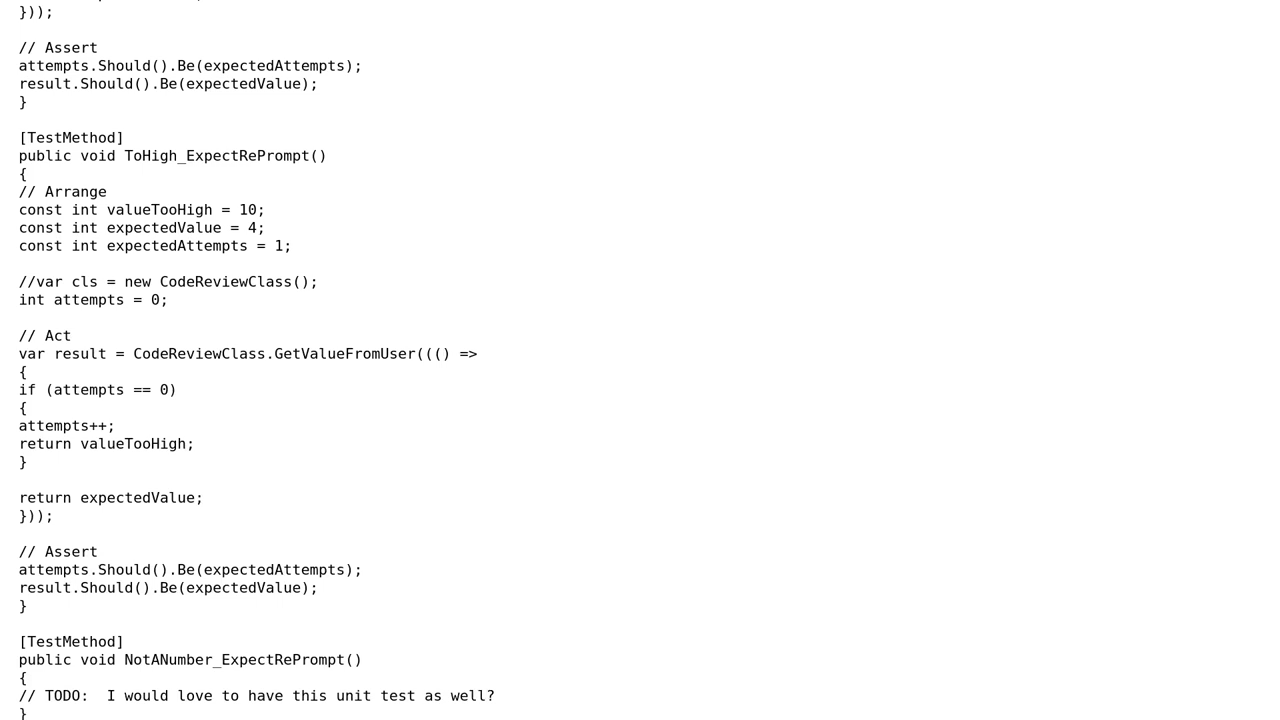 }));

// Assert
attempts.Should().Be(expectedAttempts);
result.Should().Be(expectedValue);
}

[TestMethod]
public void ToHigh_ExpectRePrompt()
{
// Arrange
const int valueTooHigh = 10;
const int expectedValue = 4;
const int expectedAttempts = 1;

//var cls = new CodeReviewClass();
int attempts = 0;

// Act
var result = CodeReviewClass.GetValueFromUser((() =>
{
if (attempts == 0)
{
attempts++;
return valueTooHigh;
}

return expectedValue;
}));

// Assert
attempts.Should().Be(expectedAttempts);
result.Should().Be(expectedValue);
}

[TestMethod]
public void NotANumber_ExpectRePrompt()
{
// TODO:  I would love to have this unit test as well?
}